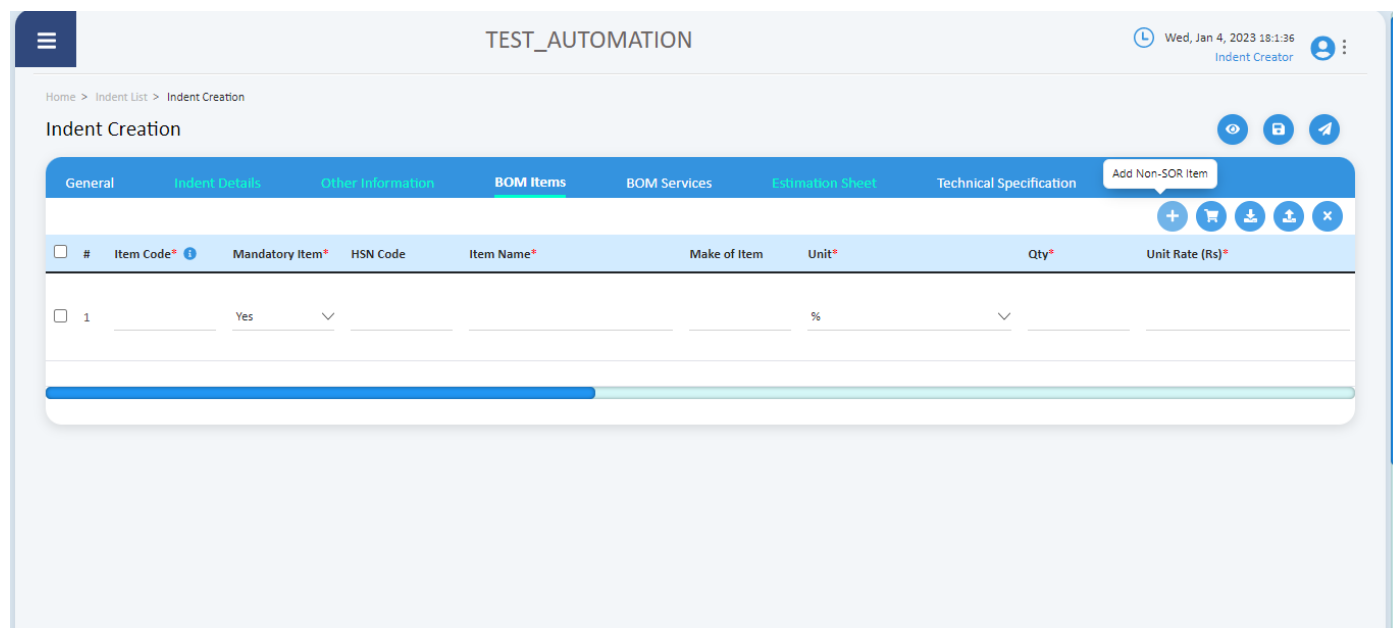 TEST_AUTOMATION
Wed, Jan 4, 2023 18:1:36
Indent Creator
Home > Indent List > Indent Creation
Indent Creation
General Indent Details Other Information BOM Items BOM Services Estimation Sheet Technical Specification
Add Non-SOR Item
# Item Code* Mandatory Item* HSN Code Item Name* Make of Item Unit* Qty* Unit Rate (Rs)*
1 Yes %